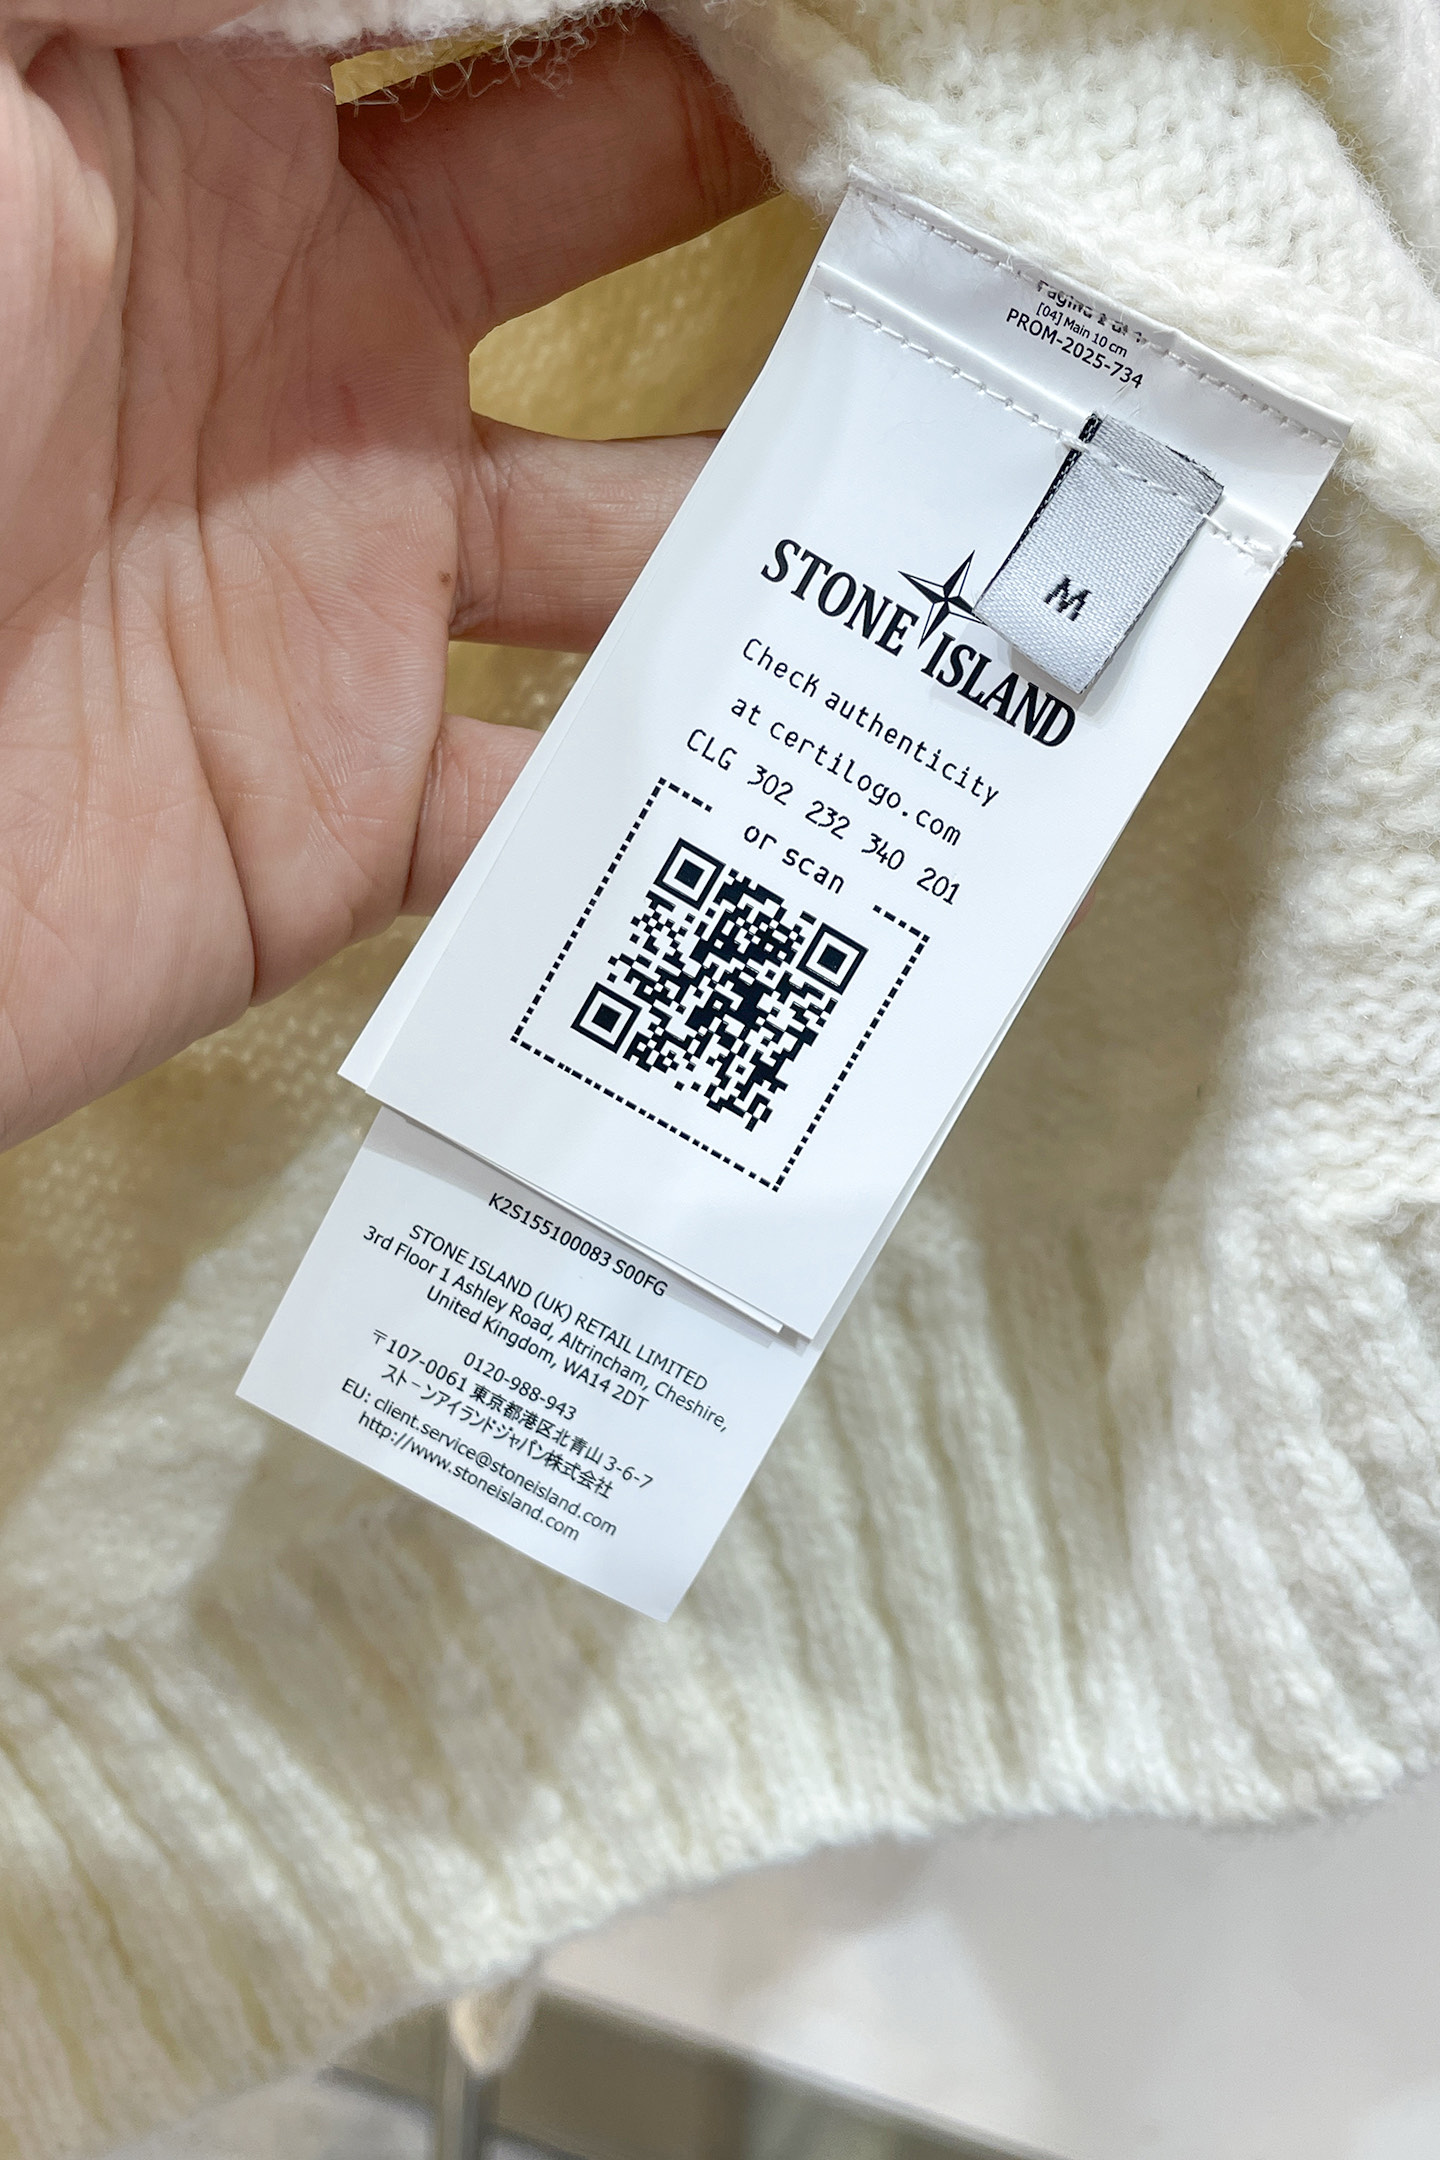 [04] Main 10 cm
PROM-2025-734
M
STONE ISLAND
Check authenticity
at certilogo.com
CLG 302 232 340 201
or scan
K2S155100083 S00FG
STONE ISLAND (UK) RETAIL LIMITED
3rd Floor 1 Ashley Road, Altrincham, Cheshire,
United Kingdom, WA14 2DT
0120-988-943
〒107-0061 東京都港区北青山 3-6-7
ストーンアイランドジャパン株式会社
EU: client.service@stoneisland.com
http://www.stoneisland.com